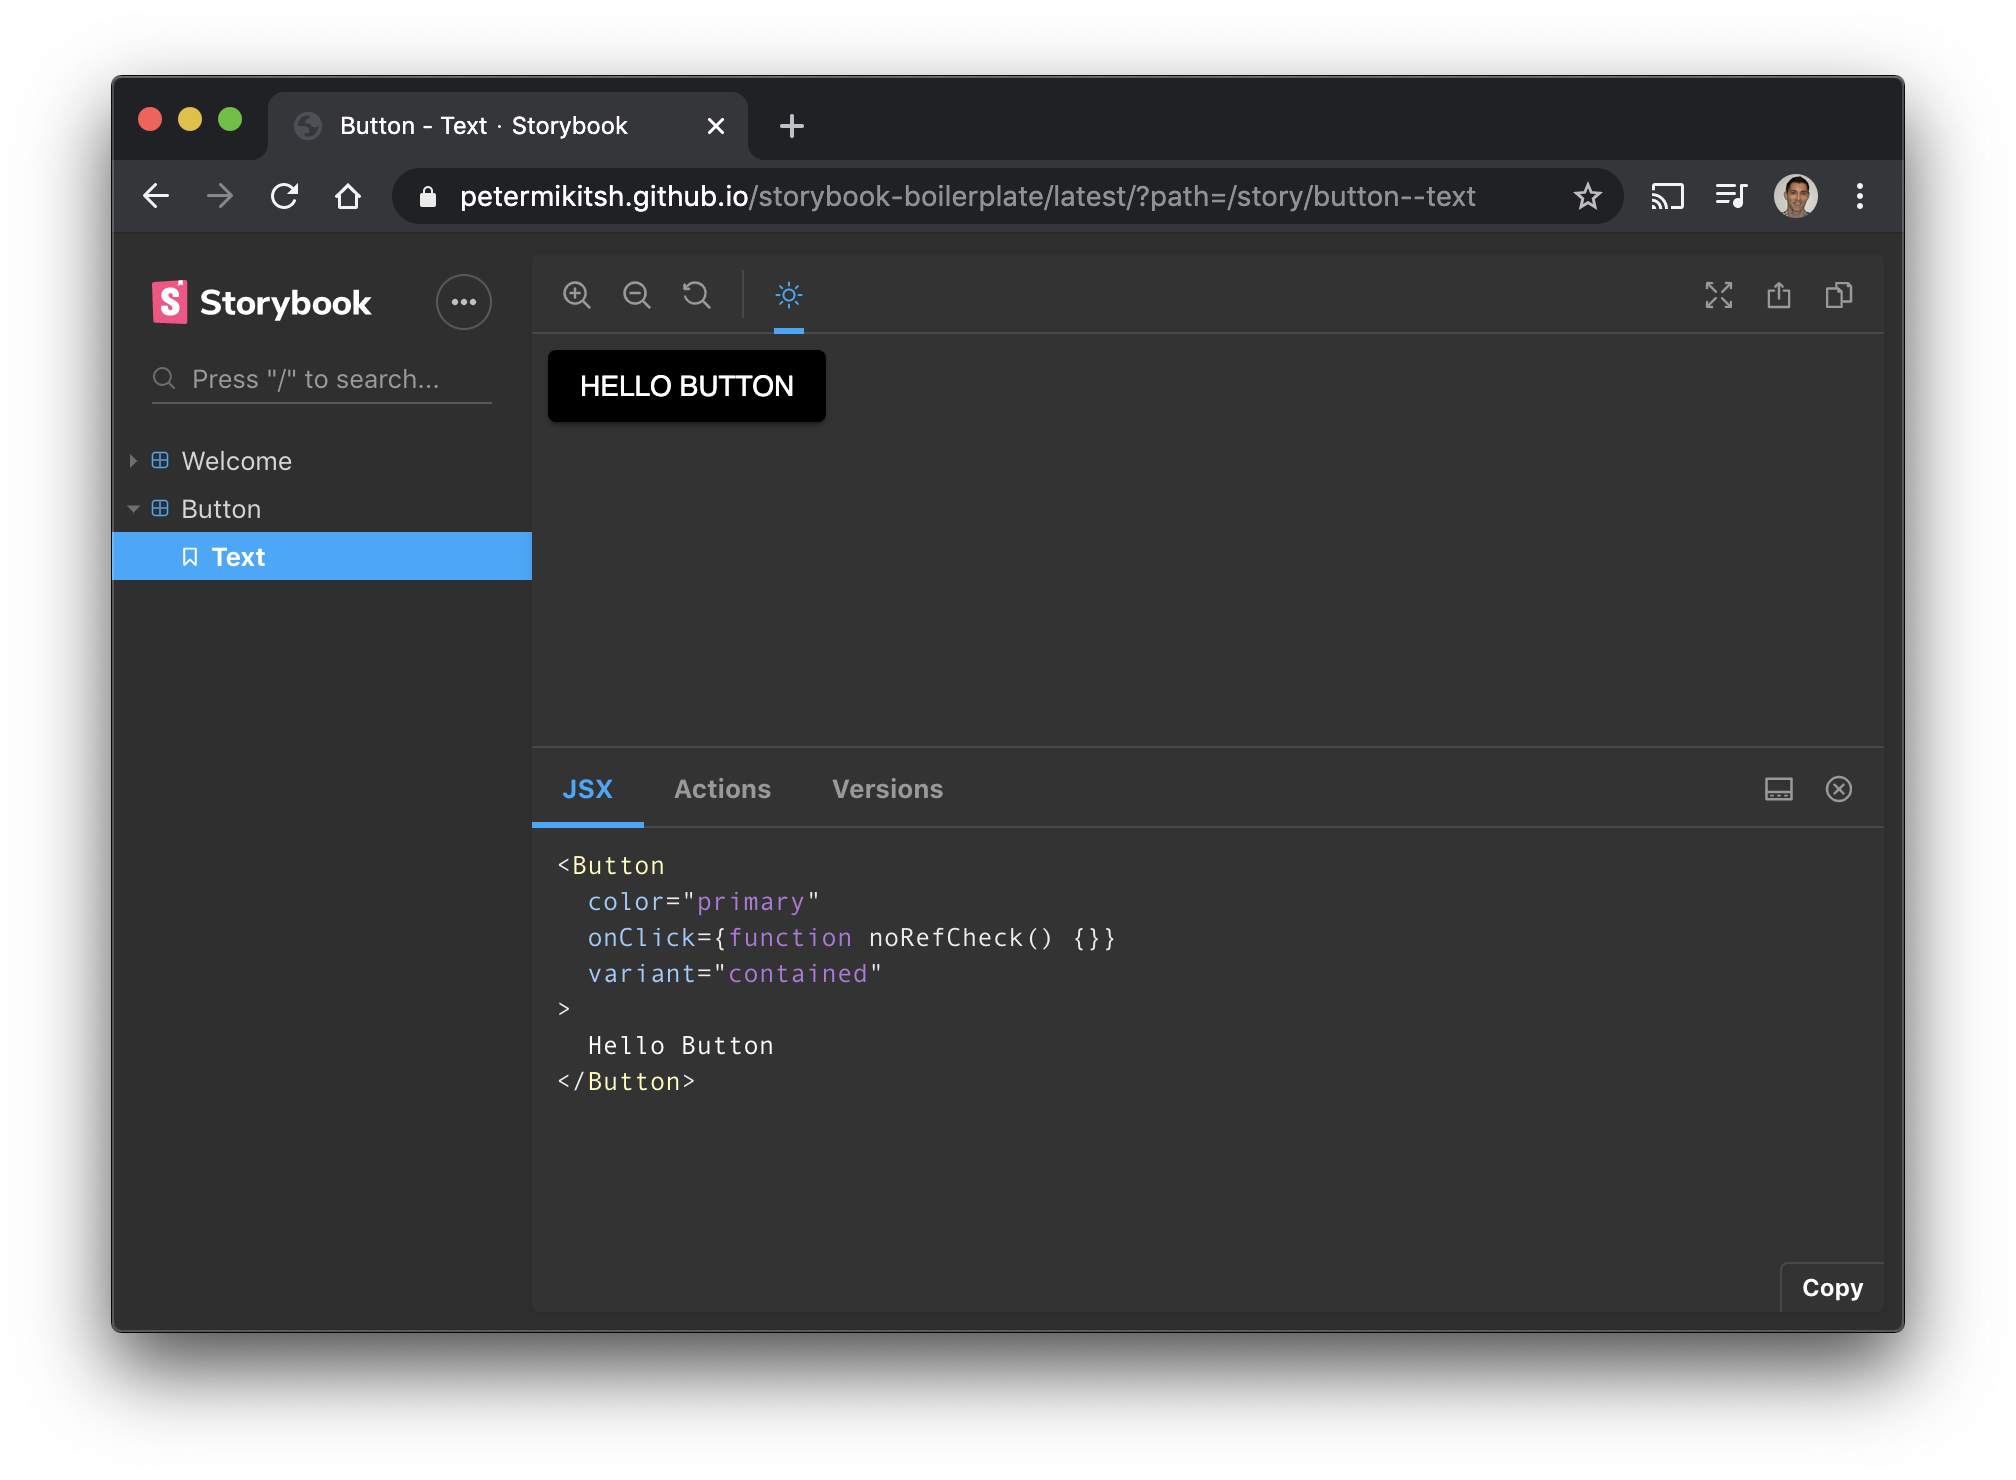 Button - Text · Storybook
petermikitsh.github.io/storybook-boilerplate/latest/?path=/story/button--text
Storybook
Press "/" to search...
Welcome
Button
Text
HELLO BUTTON
JSX Actions Versions
<Button
  color="primary"
  onClick={function noRefCheck() {}}
  variant="contained"
>
  Hello Button
</Button>
Copy